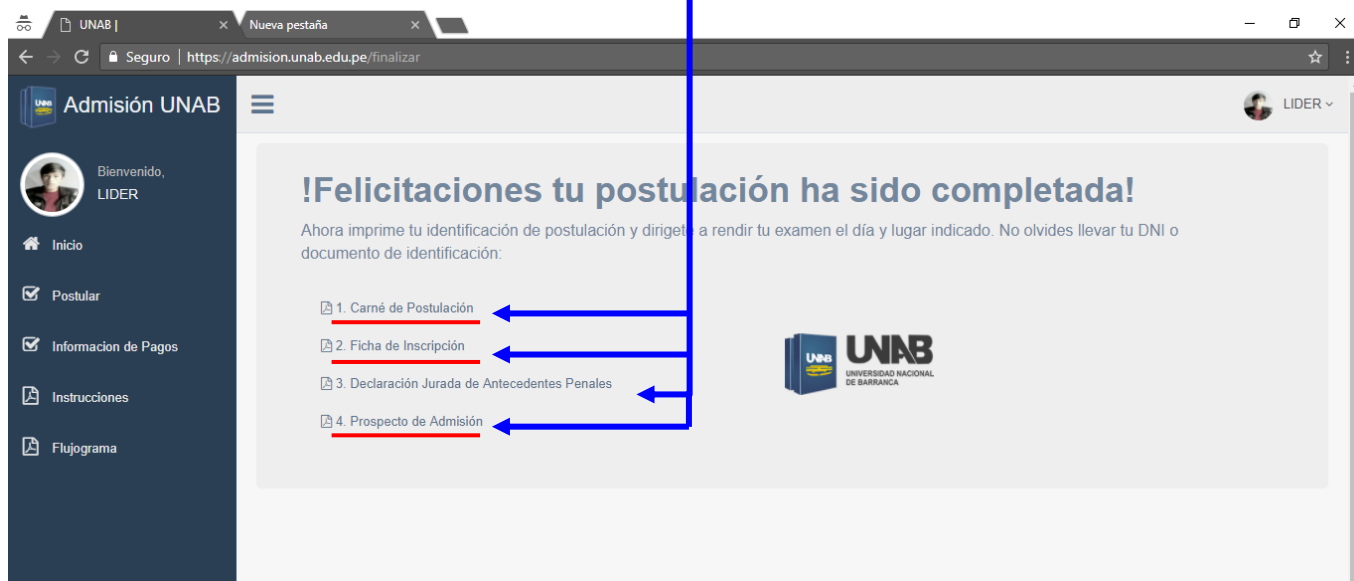 UNAB |
Nueva pestaña
Seguro | https://admision.unab.edu.pe/finalizar
Admisión UNAB
LIDER
Bienvenido,
LIDER
Inicio
Postular
Informacion de Pagos
Instrucciones
Flujograma
!Felicitaciones tu postulación ha sido completada!
Ahora imprime tu identificación de postulación y dirigete a rendir tu examen el día y lugar indicado. No olvides llevar tu DNI o
documento de identificación:
1. Carné de Postulación
2. Ficha de Inscripción
3. Declaración Jurada de Antecedentes Penales
4. Prospecto de Admisión
UNAB
UNAB
UNIVERSIDAD NACIONAL
DE BARRANCA